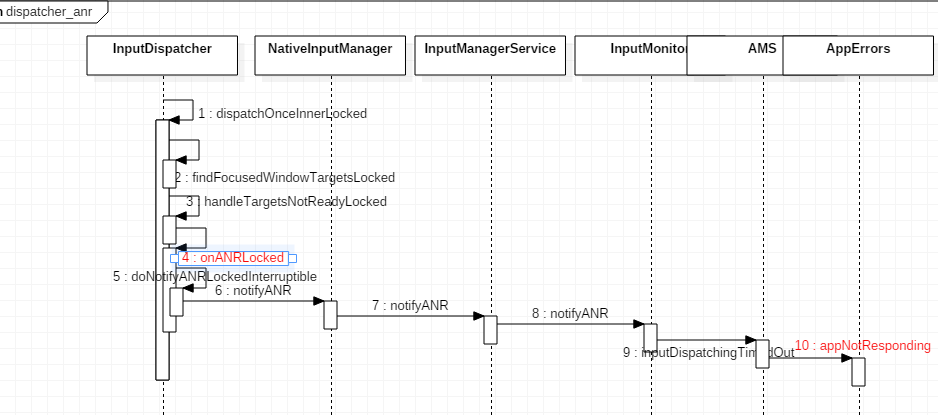 dispatcher_anr
InputDispatcher
NativeInputManager
InputManagerService
InputMonitor
AMS
AppErrors
1 : dispatchOnceInnerLocked
2 : findFocusedWindowTargetsLocked
3 : handleTargetsNotReadyLocked
4 : onANRLocked
5 : doNotifyANRLockedInterruptible
6 : notifyANR
7 : notifyANR
8 : notifyANR
9 : inputDispatchingTimedOut
10 : appNotResponding